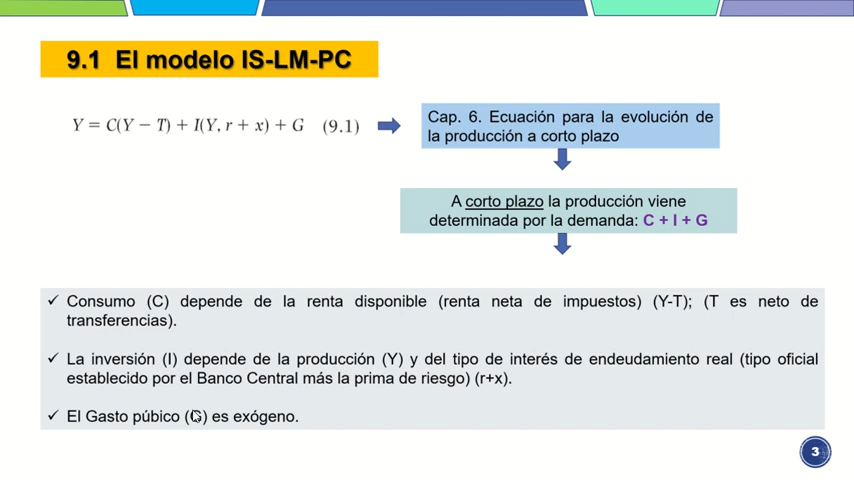 9.1 El modelo IS-LM-PC
Y = C(Y − T) + I(Y, r + x) + G (9.1)
Cap. 6. Ecuación para la evolución de
la producción a corto plazo
A corto plazo la producción viene
determinada por la demanda: C + I + G
✓ Consumo (C) depende de la renta disponible (renta neta de impuestos) (Y-T); (T es neto de
transferencias).
✓ La inversión (I) depende de la producción (Y) y del tipo de interés de endeudamiento real (tipo oficial
establecido por el Banco Central más la prima de riesgo) (r+x).
✓ El Gasto púbico (G) es exógeno.
3